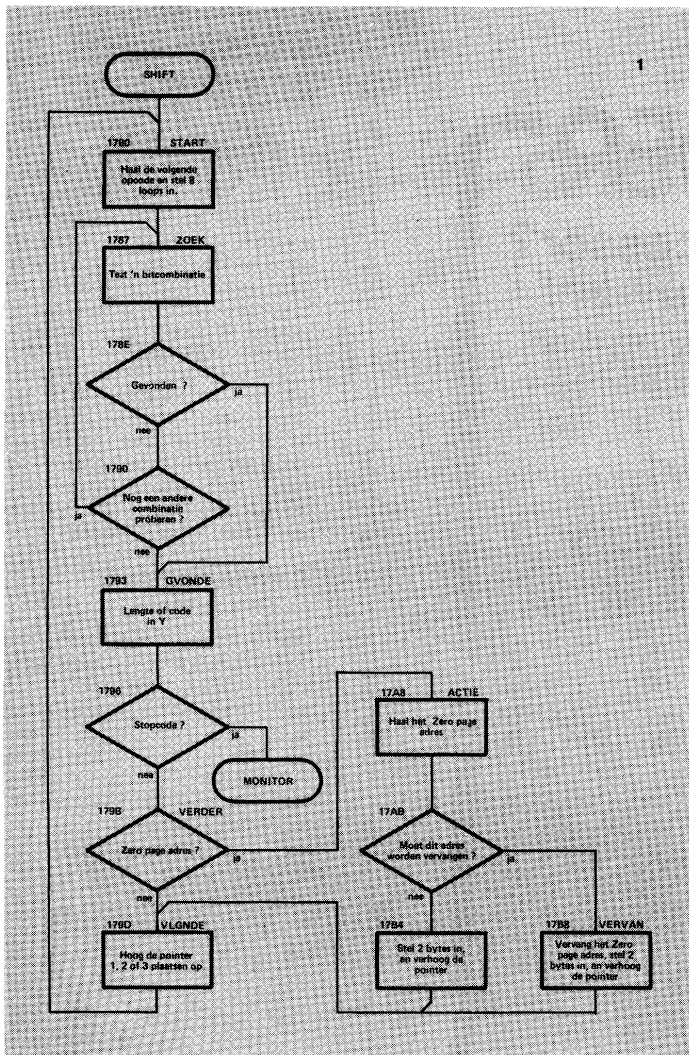 1
SHIFT
1780 START
Haal de volgende
opcode en stel 8
loops in.
1787 ZOEK
Test 'n bitcombinatie
178E
Gevonden ?
ja
nee
1790
Nog een andere
combinatie
proberen ?
ja
nee
1793 GVONDE
Lengte of code
in Y
1796
Stopcode ?
ja
nee
MONITOR
179B VERDER
Zero page adres ?
ja
nee
179D VLGNDE
Hoog de pointer
1, 2 of 3 plaatsen op
17A8 ACTIE
Haal het Zero page
adres
17AB
Moet dit adres
worden vervangen ?
ja
nee
17B4
Stel 2 bytes in,
en verhoog de
pointer
17B8 VERVAN
Vervang het Zero
page adres, stel 2
bytes in, en verhoog
de pointer